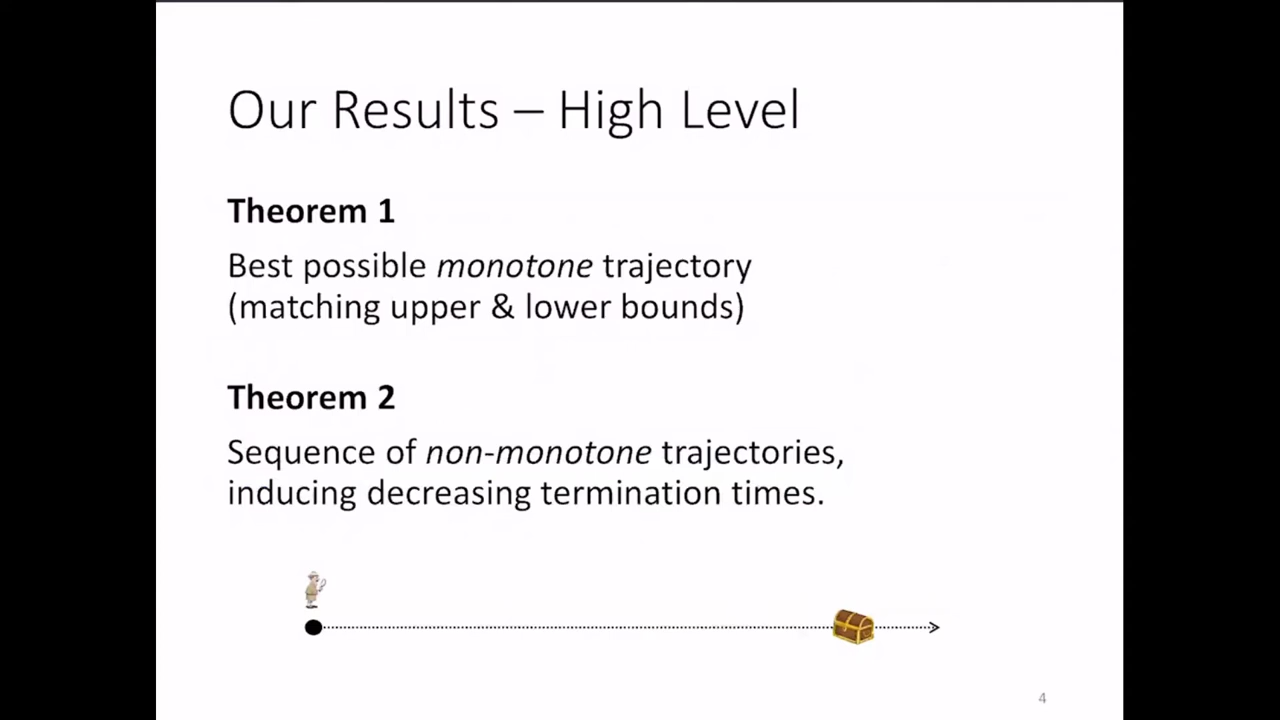 Our Results – High Level
Theorem 1
Best possible monotone trajectory
(matching upper & lower bounds)
Theorem 2
Sequence of non-monotone trajectories,
inducing decreasing termination times.
4